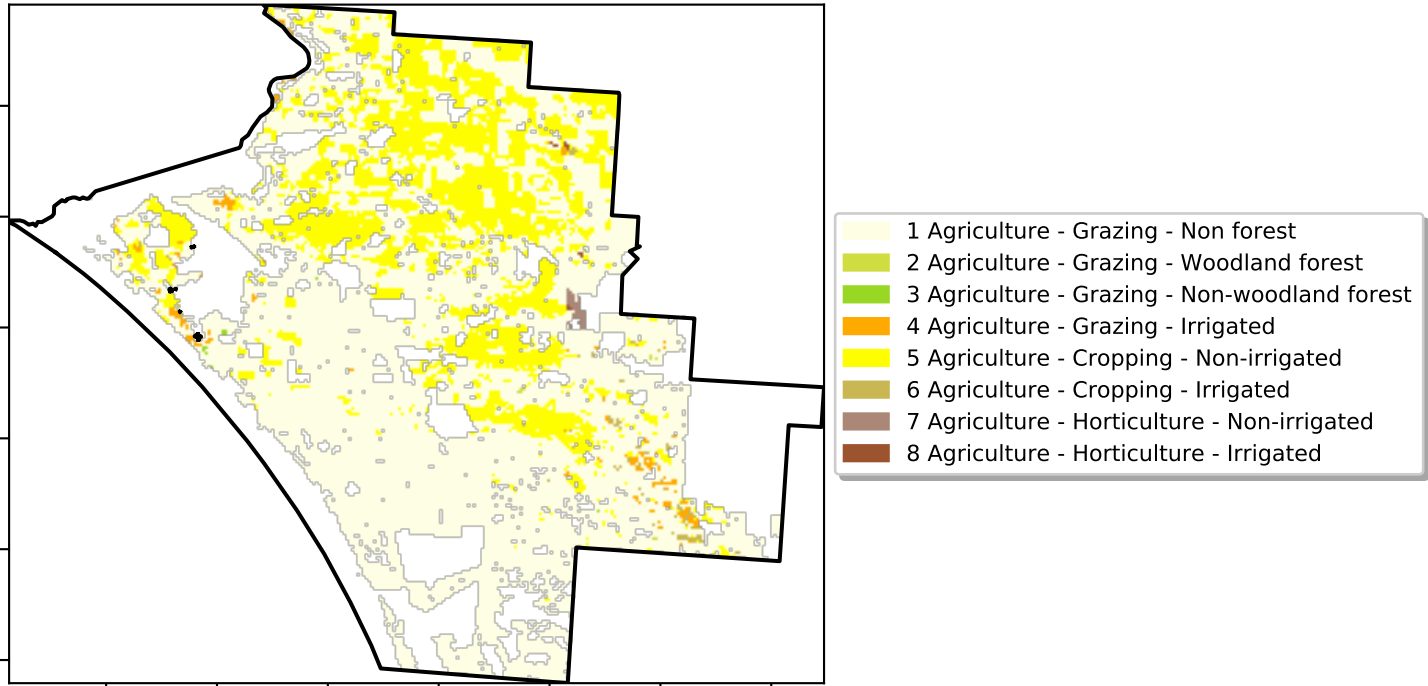 1 Agriculture - Grazing - Non forest
2 Agriculture - Grazing - Woodland forest
3 Agriculture - Grazing - Non-woodland forest
4 Agriculture - Grazing - Irrigated
5 Agriculture - Cropping - Non-irrigated
6 Agriculture - Cropping - Irrigated
7 Agriculture - Horticulture - Non-irrigated
8 Agriculture - Horticulture - Irrigated